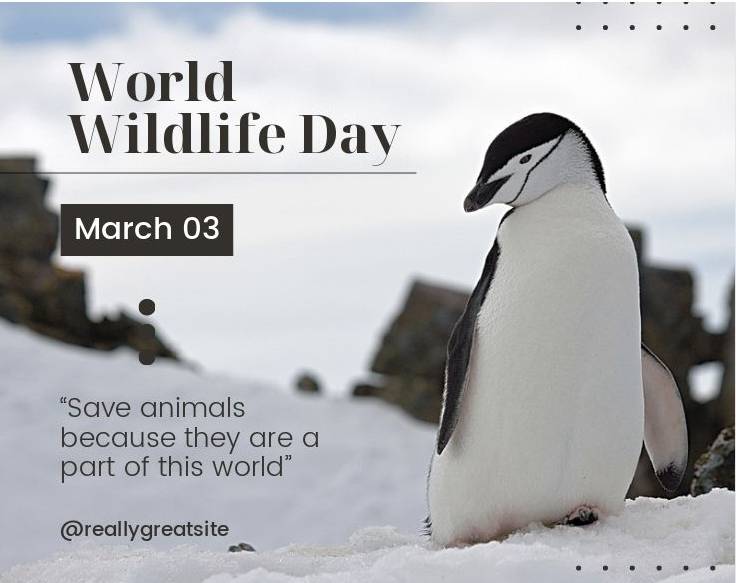 World
Wildlife Day
March 03
“Save animals
because they are a
part of this world”
@reallygreatsite